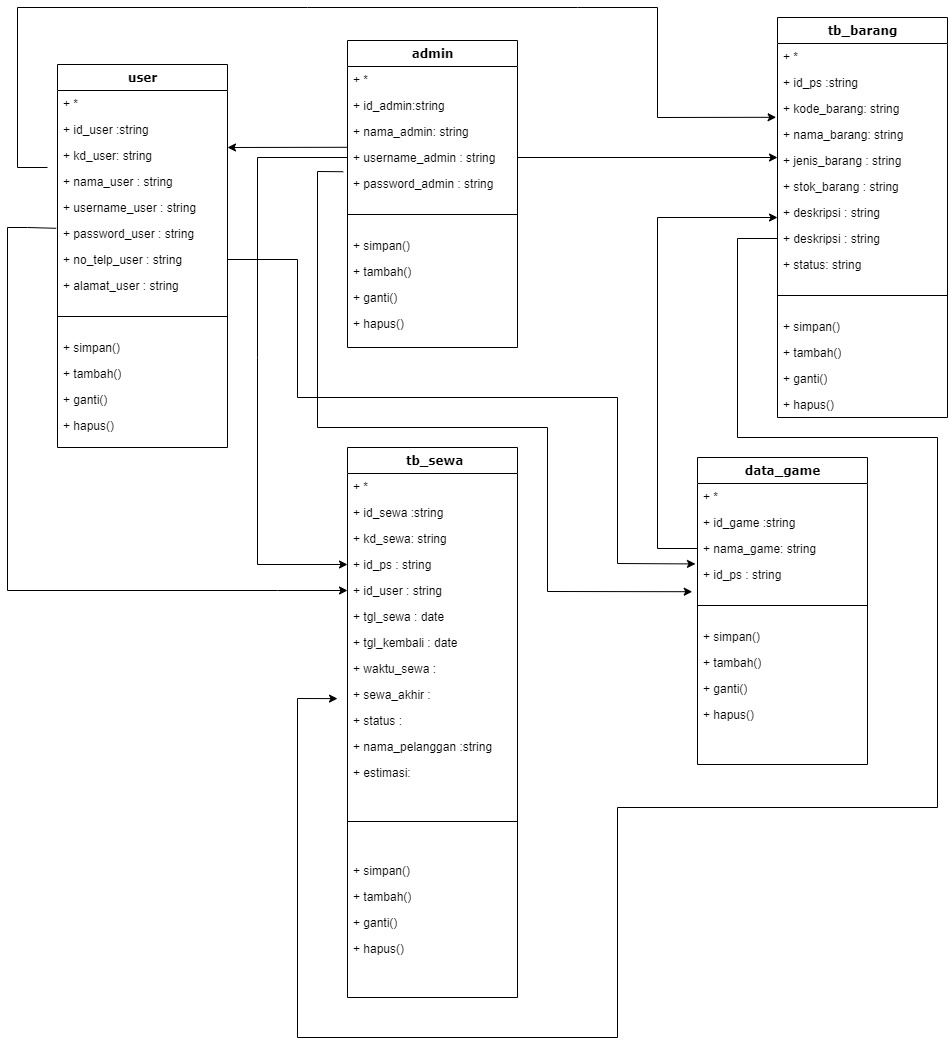 user
+ *
+ id_user :string
+ kd_user: string
+ nama_user : string
+ username_user : string
+ password_user : string
+ no_telp_user : string
+ alamat_user : string
+ simpan()
+ tambah()
+ ganti()
+ hapus()
admin
+ *
+ id_admin:string
+ nama_admin: string
+ username_admin : string
+ password_admin : string
+ simpan()
+ tambah()
+ ganti()
+ hapus()
tb_barang
+ *
+ id_ps :string
+ kode_barang: string
+ nama_barang: string
+ jenis_barang : string
+ stok_barang : string
+ deskripsi : string
+ deskripsi : string
+ status: string
+ simpan()
+ tambah()
+ ganti()
+ hapus()
tb_sewa
+ *
+ id_sewa :string
+ kd_sewa: string
+ id_ps : string
+ id_user : string
+ tgl_sewa : date
+ tgl_kembali : date
+ waktu_sewa :
+ sewa_akhir :
+ status :
+ nama_pelanggan :string
+ estimasi:
+ simpan()
+ tambah()
+ ganti()
+ hapus()
data_game
+ *
+ id_game :string
+ nama_game: string
+ id_ps : string
+ simpan()
+ tambah()
+ ganti()
+ hapus()